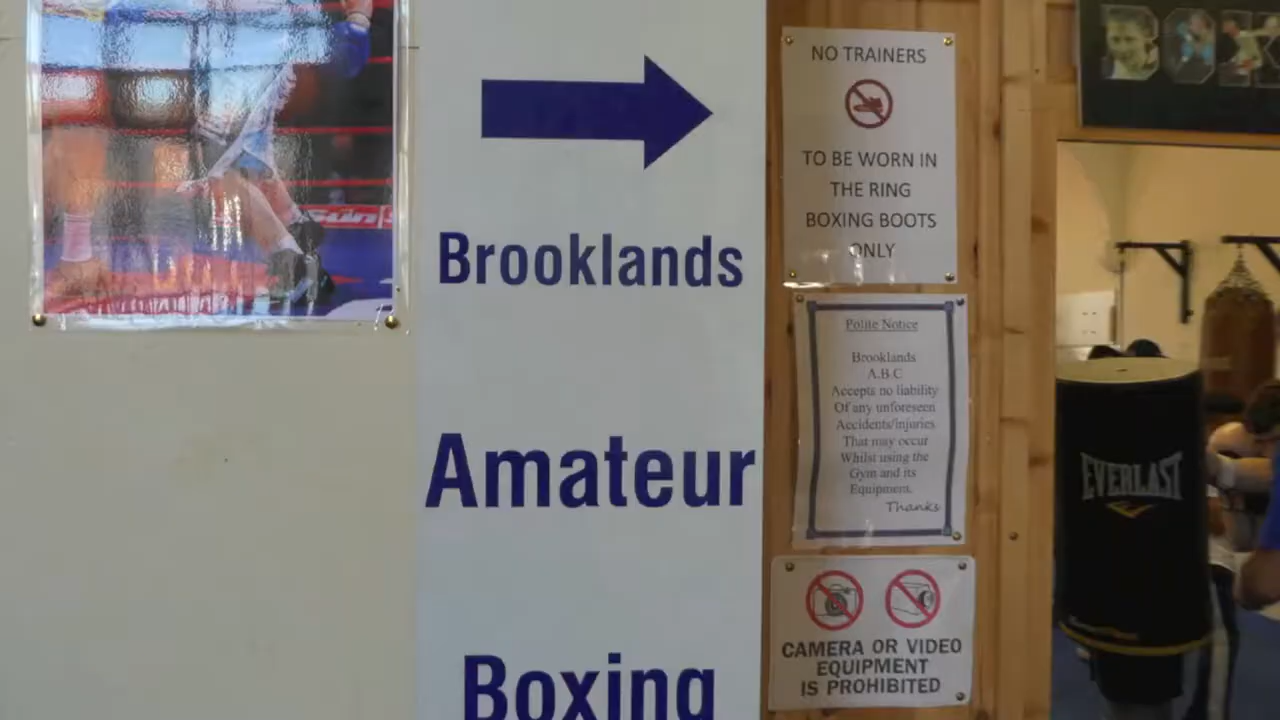 Sun
Brooklands
Amateur
Boxing
NO TRAINERS
TO BE WORN IN
THE RING
BOXING BOOTS
ONLY
Polite Notice
Brooklands
A.B.C
Accepts no liability
Of any unforeseen
Accidents/injuries
That may occur
Whilst using the
Gym and its
Equipment.
Thanks
CAMERA OR VIDEO
EQUIPMENT
IS PROHIBITED
EVERLAST